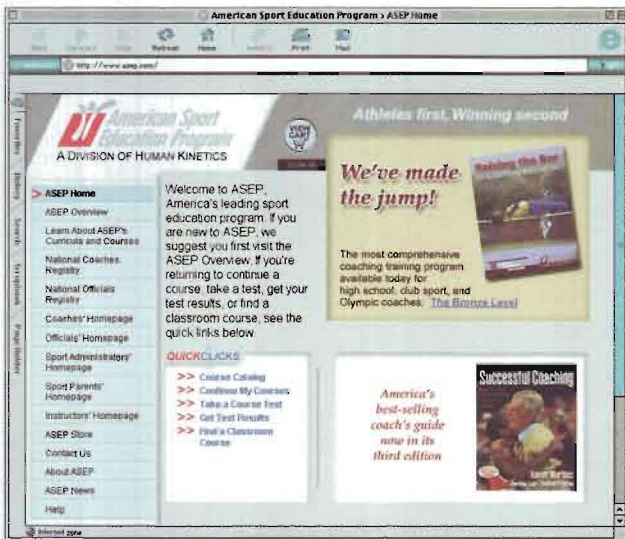 American Sport Education Program › ASEP Home
Refresh Home Print Mail
http://www.asep.com/
Favorites
History
Search
Scrapbook
Page Holder
American Sport
Education Program
A DIVISION OF HUMAN KINETICS
VIEW
CART
Athletes first, Winning second
We've made
the jump!
Raising the Bar
The most comprehensive
coaching training program
available today for
high school, club sport, and
Olympic coaches. The Bronze Level
> ASEP Home
ASEP Overview
Learn About ASEP's
Curricula and Courses
National Coaches
Registry
National Officials
Registry
Coaches' Homepage
Officials' Homepage
Sport Administrators'
Homepage
Sport Parents'
Homepage
Instructors' Homepage
ASEP Store
Contact Us
About ASEP
ASEP News
Help
Welcome to ASEP,
America's leading sport
education program. If you
are new to ASEP, we
suggest you first visit the
ASEP Overview. If you're
returning to continue a
course, take a test, get your
test results, or find a
classroom course, see the
quick links below.
QUICKCLICKS
>> Course Catalog
>> Continue My Courses
>> Take a Course Test
>> Get Test Results
>> Find a Classroom
Course
America's
best-selling
coach's guide
now in its
third edition
Successful Coaching
Internet zone